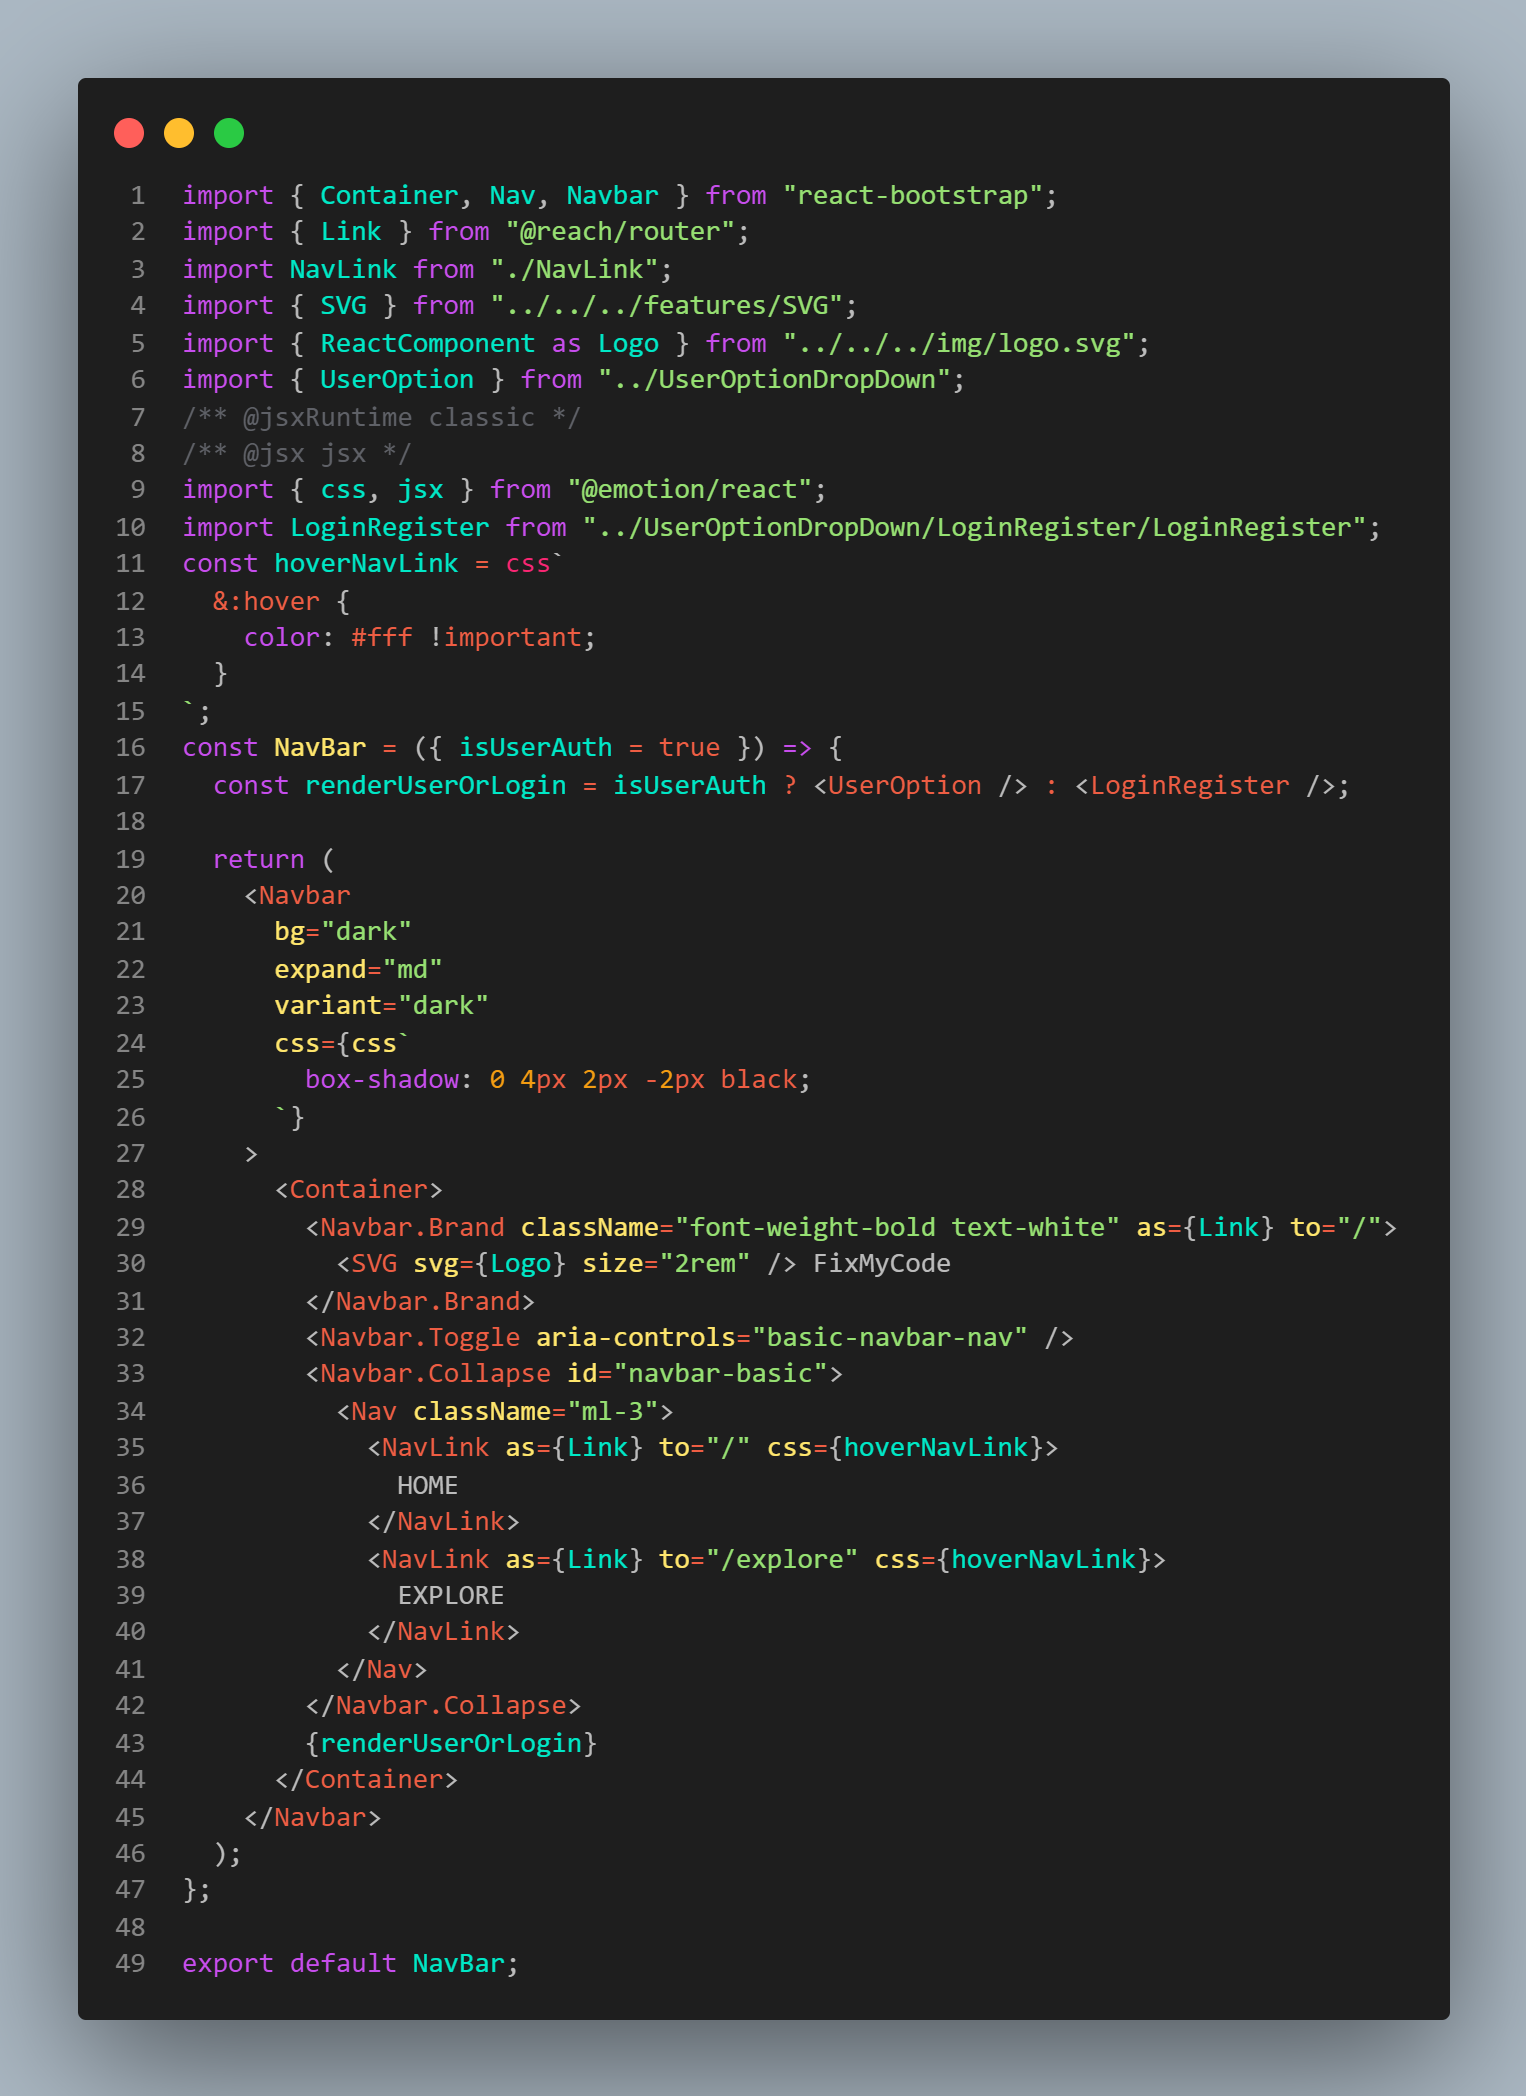 1 import { Container, Nav, Navbar } from "react-bootstrap";
2 import { Link } from "@reach/router";
3 import NavLink from "./NavLink";
4 import { SVG } from "../../../features/SVG";
5 import { ReactComponent as Logo } from "../../../img/logo.svg";
6 import { UserOption } from "../UserOptionDropDown";
7 /** @jsxRuntime classic */
8 /** @jsx jsx */
9 import { css, jsx } from "@emotion/react";
10 import LoginRegister from "../UserOptionDropDown/LoginRegister/LoginRegister";
11 const hoverNavLink = css`
12   &:hover {
13     color: #fff !important;
14   }
15 `;
16 const NavBar = ({ isUserAuth = true }) => {
17   const renderUserOrLogin = isUserAuth ? <UserOption /> : <LoginRegister />;
18
19   return (
20     <Navbar
21       bg="dark"
22       expand="md"
23       variant="dark"
24       css={css`
25         box-shadow: 0 4px 2px -2px black;
26       `}
27     >
28       <Container>
29         <Navbar.Brand className="font-weight-bold text-white" as={Link} to="/">
30           <SVG svg={Logo} size="2rem" /> FixMyCode
31         </Navbar.Brand>
32         <Navbar.Toggle aria-controls="basic-navbar-nav" />
33         <Navbar.Collapse id="navbar-basic">
34           <Nav className="ml-3">
35             <NavLink as={Link} to="/" css={hoverNavLink}>
36               HOME
37             </NavLink>
38             <NavLink as={Link} to="/explore" css={hoverNavLink}>
39               EXPLORE
40             </NavLink>
41           </Nav>
42         </Navbar.Collapse>
43         {renderUserOrLogin}
44       </Container>
45     </Navbar>
46   );
47 };
48
49 export default NavBar;